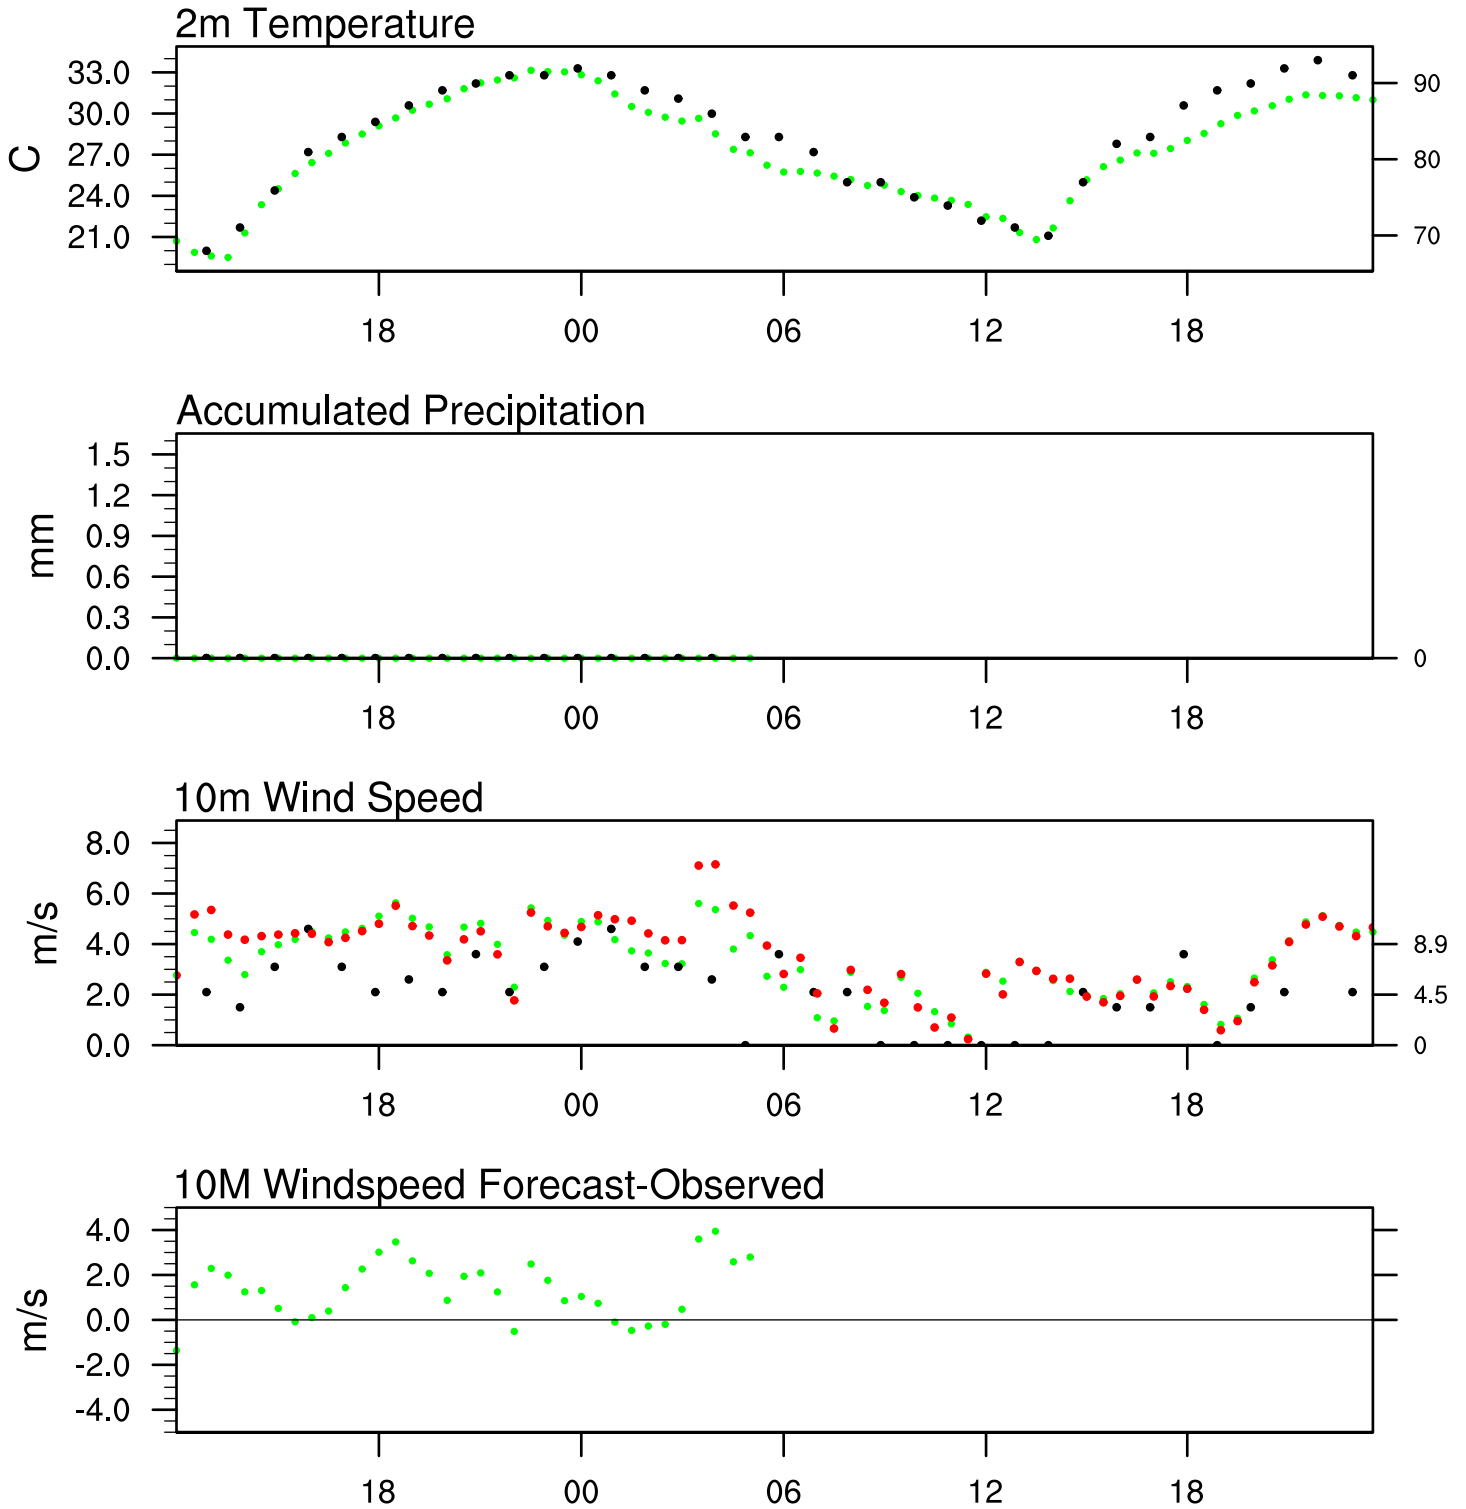 2m Temperature
33.0
30.0
27.0
24.0
21.0
C
90
80
70
18 00 06 12 18
Accumulated Precipitation
1.5
1.2
0.9
0.6
0.3
0.0
mm
0
18 00 06 12 18
10m Wind Speed
8.0
6.0
4.0
2.0
0.0
m/s
8.9
4.5
0
18 00 06 12 18
10M Windspeed Forecast-Observed
4.0
2.0
0.0
-2.0
-4.0
m/s
18 00 06 12 18